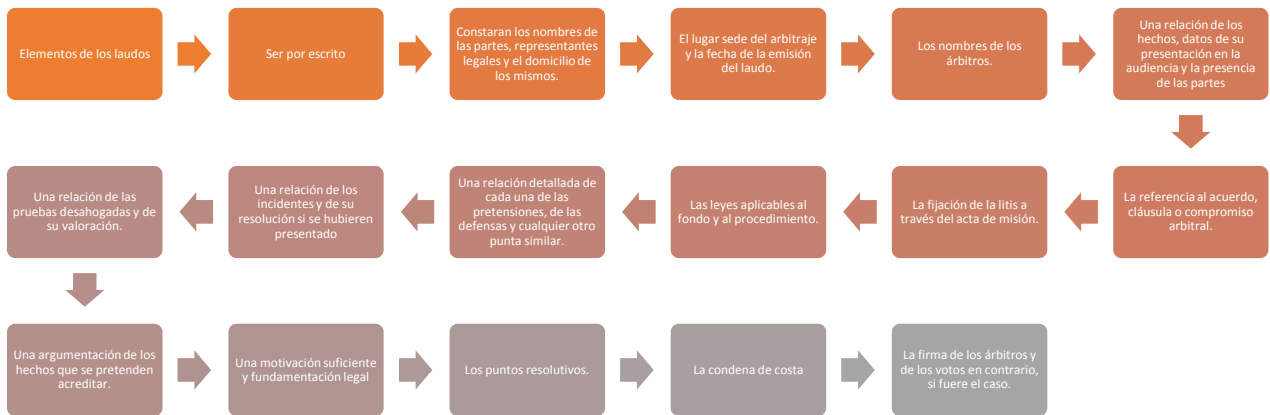 Elementos de los laudos
Ser por escrito
Constaran los nombres de
las partes, representantes
legales y el domicilio de
los mismos.
El lugar sede del arbitraje
y la fecha de la emisión
del laudo.
Los nombres de los
árbitros.
Una relación de los
hechos, datos de su
presentación en la
audiencia y la presencia
de las partes
La referencia al acuerdo,
cláusula o compromiso
arbitral.
La fijación de la litis a
través del acta de misión.
Las leyes aplicables al
fondo y al procedimiento.
Una relación detallada de
cada una de las
pretensiones, de las
defensas y cualquier otro
punta similar.
Una relación de los
incidentes y de su
resolución si se hubieren
presentado
Una relación de las
pruebas desahogadas y de
su valoración.
Una argumentación de los
hechos que se pretenden
acreditar.
Una motivación suficiente
y fundamentación legal
Los puntos resolutivos.
La condena de costa
La firma de los árbitros y
de los votos en contrario,
si fuere el caso.